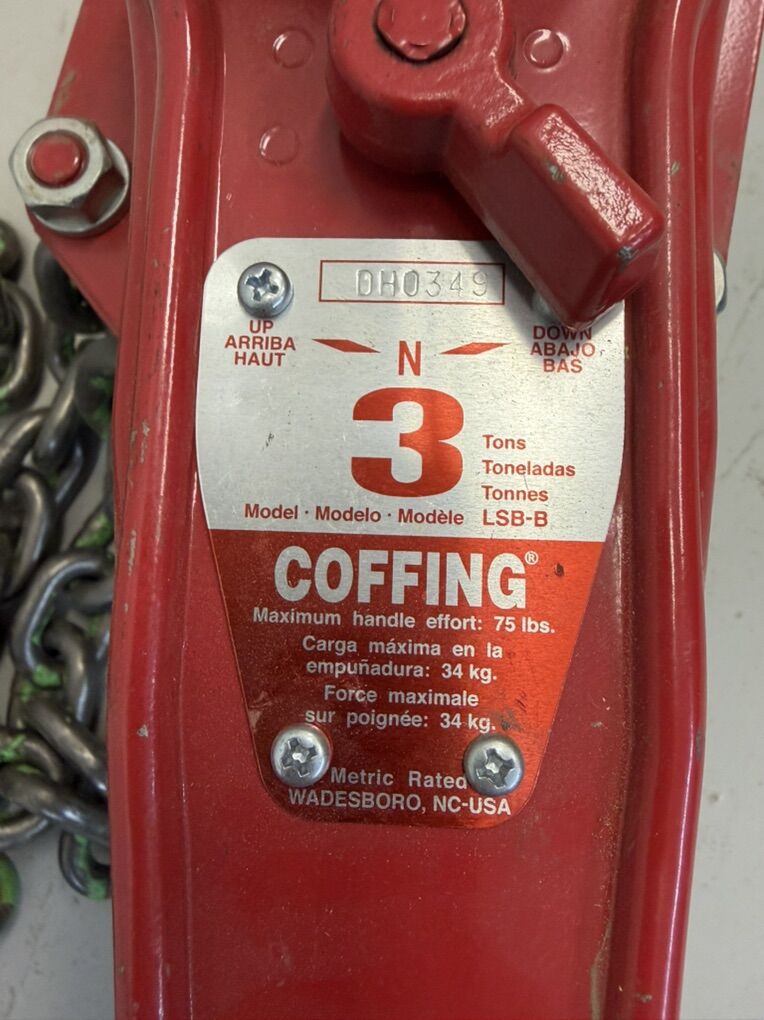 DH0349
UP
ARRIBA
HAUT
N
DOWN
ABAJO
BAS
3
Tons
Toneladas
Tonnes
Model · Modelo · Modèle LSB-B
COFFING®
Maximum handle effort: 75 lbs.
Carga máxima en la
empuñadura: 34 kg.
Force maximale
sur poignée: 34 kg.
Metric Rated
WADESBORO, NC-USA